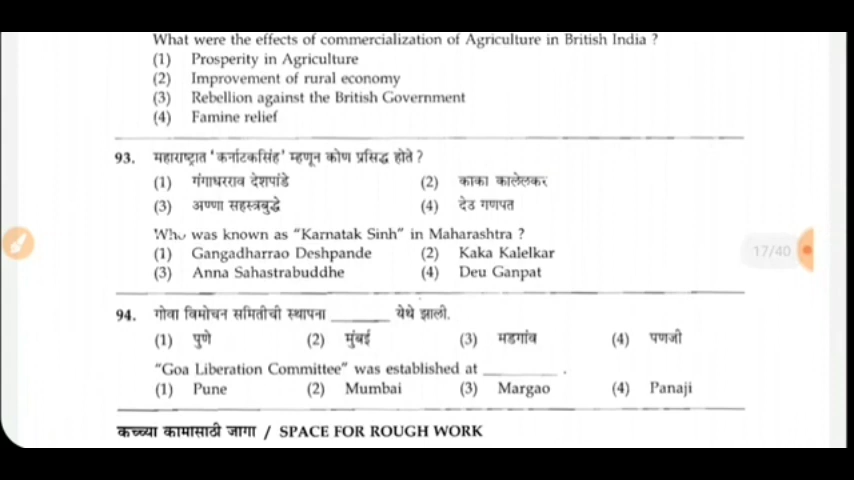 What were the effects of commercialization of Agriculture in British India ?
(1) Prosperity in Agriculture
(2) Improvement of rural economy
(3) Rebellion against the British Government
(4) Famine relief
93. महाराष्ट्रात 'कर्नाटकसिंह' म्हणून कोण प्रसिद्ध होते ?
(1) गंगाधरराव देशपांडे (2) काका कालेलकर
(3) अण्णा सहस्त्रबुद्धे (4) देउ गणपत
Who was known as "Karnatak Sinh" in Maharashtra ?
(1) Gangadharrao Deshpande (2) Kaka Kalelkar
(3) Anna Sahastrabuddhe (4) Deu Ganpat
94. गोवा विमोचन समितीची स्थापना ________ येथे झाली.
(1) पुणे (2) मुंबई (3) मडगांव (4) पणजी
"Goa Liberation Committee" was established at __________ .
(1) Pune (2) Mumbai (3) Margao (4) Panaji
कच्च्या कामासाठी जागा / SPACE FOR ROUGH WORK
17/40